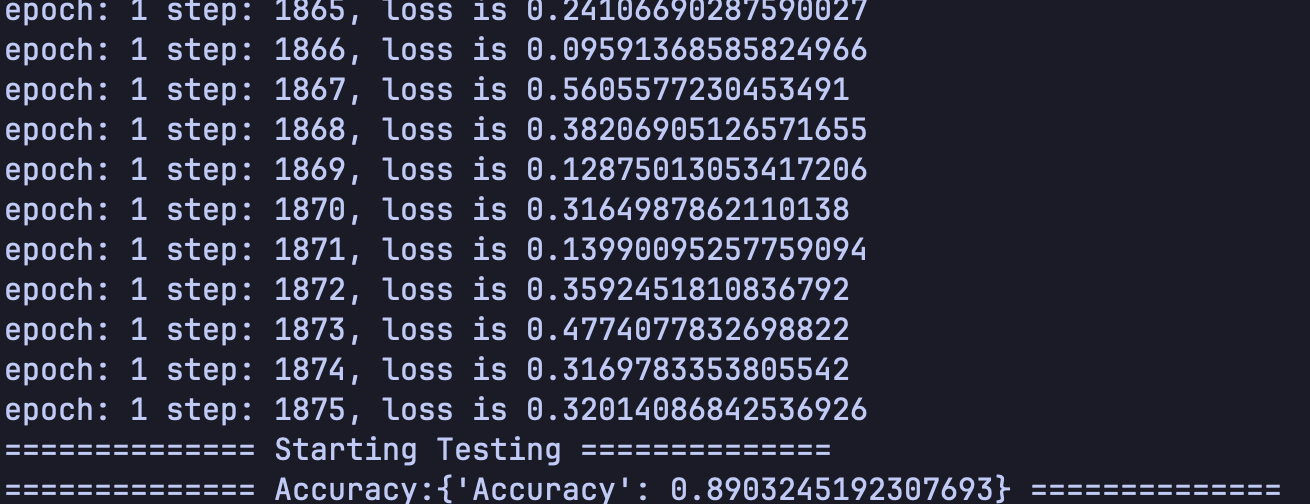 epoch: 1 step: 1865, loss is 0.24106690287590027
epoch: 1 step: 1866, loss is 0.09591368585824966
epoch: 1 step: 1867, loss is 0.5605577230453491
epoch: 1 step: 1868, loss is 0.38206905126571655
epoch: 1 step: 1869, loss is 0.12875013053417206
epoch: 1 step: 1870, loss is 0.3164987862110138
epoch: 1 step: 1871, loss is 0.13990095257759094
epoch: 1 step: 1872, loss is 0.3592451810836792
epoch: 1 step: 1873, loss is 0.4774077832698822
epoch: 1 step: 1874, loss is 0.3169783353805542
epoch: 1 step: 1875, loss is 0.32014086842536926
============== Starting Testing ==============
============== Accuracy:{'Accuracy': 0.8903245192307693} ==============